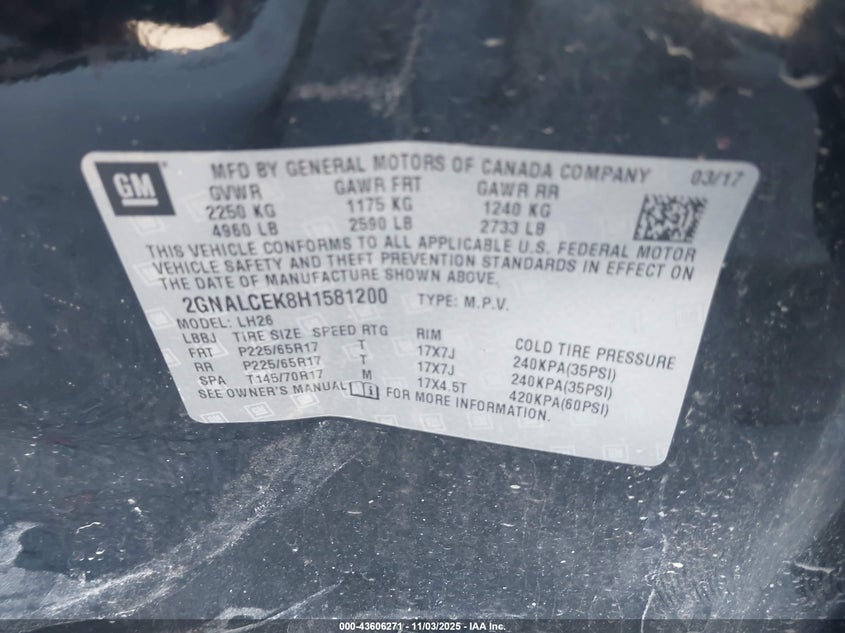 GM
MFD BY GENERAL MOTORS OF CANADA COMPANY 03/17
GVWR GAWR FRT GAWR RR
2250 KG 1175 KG 1240 KG
4960 LB 2590 LB 2733 LB
THIS VEHICLE CONFORMS TO ALL APPLICABLE U.S. FEDERAL MOTOR
VEHICLE SAFETY AND THEFT PREVENTION STANDARDS IN EFFECT ON
THE DATE OF MANUFACTURE SHOWN ABOVE.
2GNALCEK8H1581200 TYPE: M.P.V.
MODEL: LH26
LBBJ TIRE SIZE SPEED RTG RIM COLD TIRE PRESSURE
FRT P225/65R17 T 17X7J 240KPA(35PSI)
RR P225/65R17 T 17X7J 240KPA(35PSI)
SPA T145/70R17 M 17X4.5T 420KPA(60PSI)
SEE OWNER'S MANUAL FOR MORE INFORMATION.
000-43606271 - 11/03/2025 - IAA Inc.